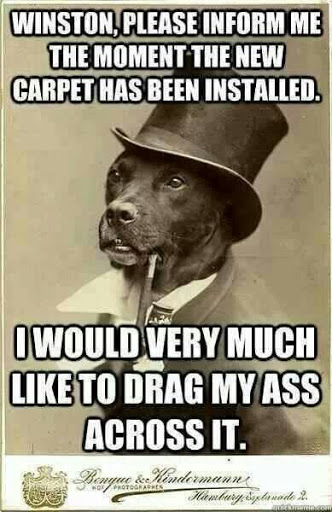 WINSTON, PLEASE INFORM ME
THE MOMENT THE NEW
CARPET HAS BEEN INSTALLED.
I WOULD VERY MUCH
LIKE TO DRAG MY ASS
ACROSS IT.
Benque & Kindermann
HOF PHOTOGRAPHEN
Hamburg, Esplanade 2.